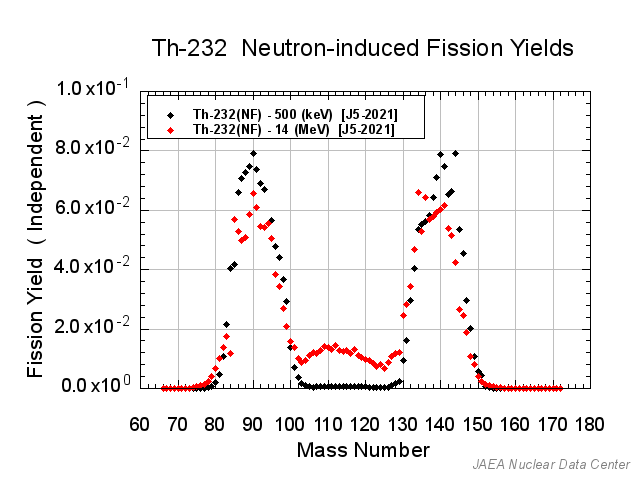 Th-232 Neutron-induced Fission Yields
1.0 x10^-1
8.0 x10^-2
6.0 x10^-2
4.0 x10^-2
2.0 x10^-2
0.0 x10^0
Fission Yield ( Independent )
Th-232(NF) - 500 (keV) [J5-2021]
Th-232(NF) - 14 (MeV) [J5-2021]
60 70 80 90 100 110 120 130 140 150 160 170 180
Mass Number
JAEA Nuclear Data Center